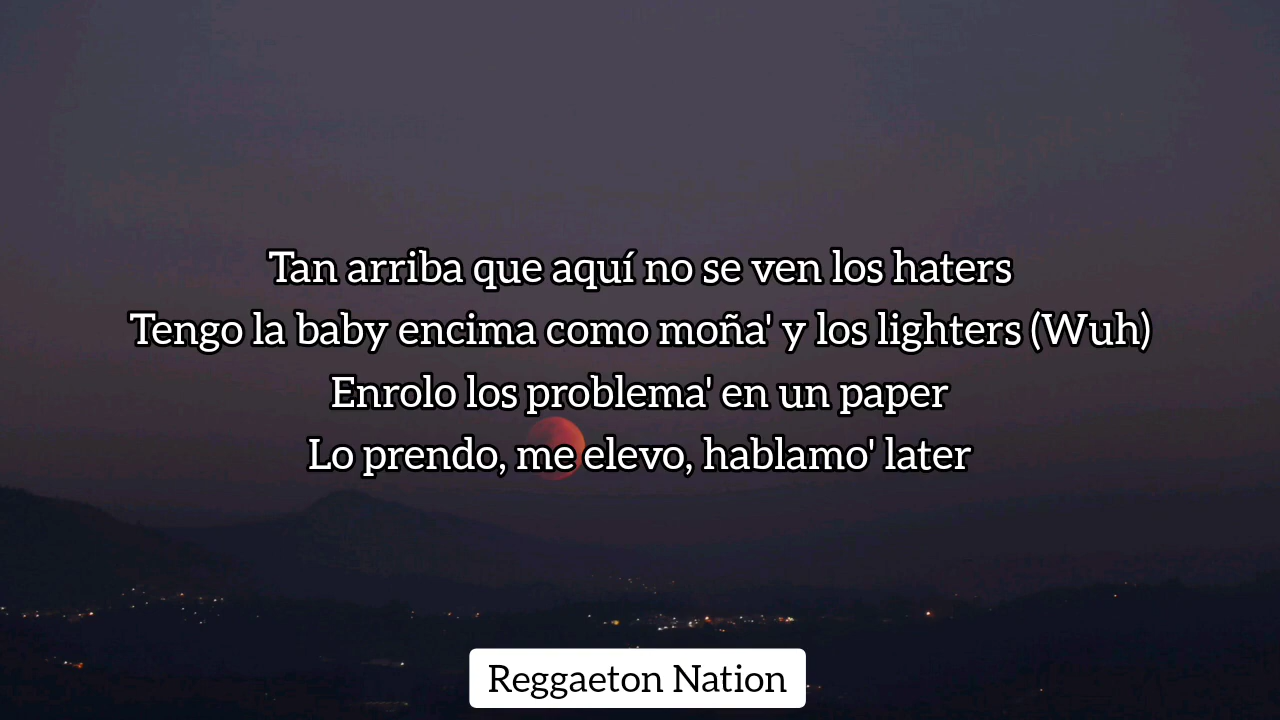 Tan arriba que aquí no se ven los haters
Tengo la baby encima como moña' y los lighters (Wuh)
Enrolo los problema' en un paper
Lo prendo, me elevo, hablamo' later
Reggaeton Nation